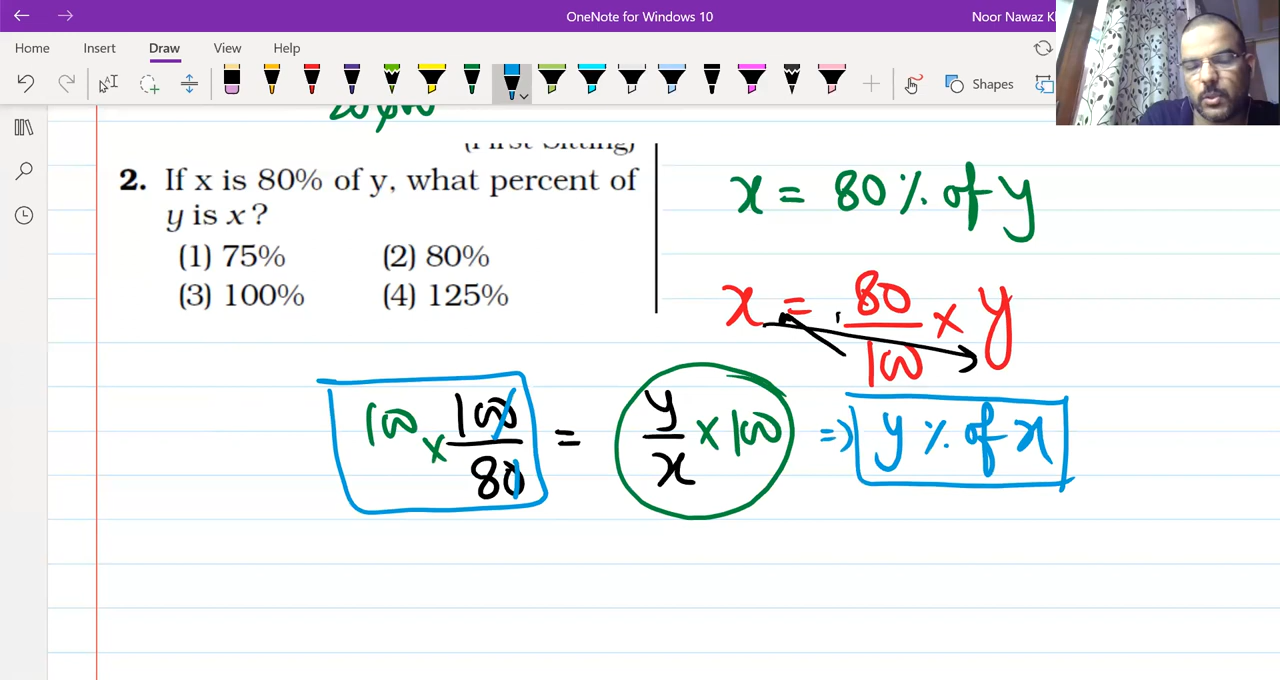 OneNote for Windows 10
Noor Nawaz
Home Insert Draw View Help
Shapes
(First Sitting)
2. If x is 80% of y, what percent of
y is x?
(1) 75% (2) 80%
(3) 100% (4) 125%
x = 80% of y
x = 80/100 × y
100 × 100/80 = y/x × 100 => y % of x